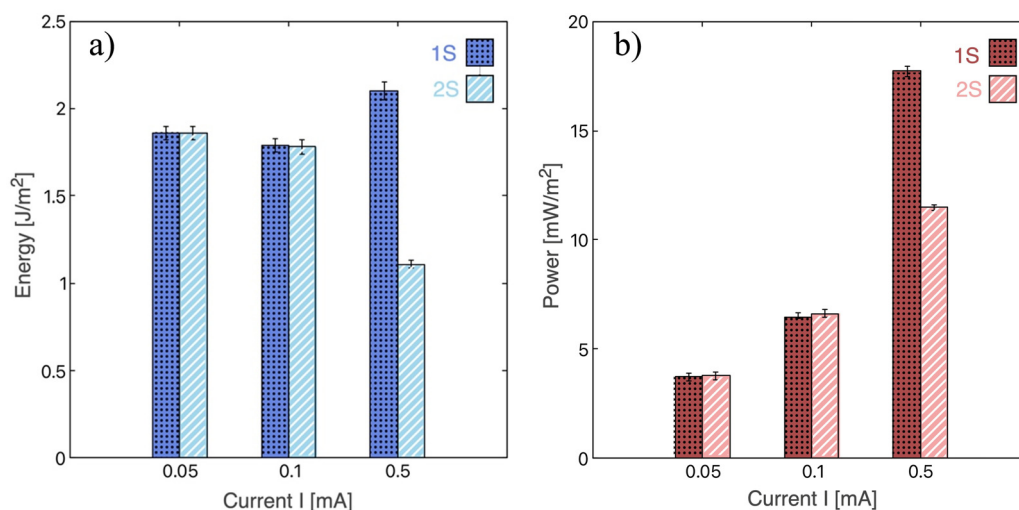 a)
1S
2S
2.5
2
1.5
1
0.5
0
0.05 0.1 0.5
Energy [J/m²]
Current I [mA]
b)
1S
2S
20
15
10
5
0
0.05 0.1 0.5
Power [mW/m²]
Current I [mA]